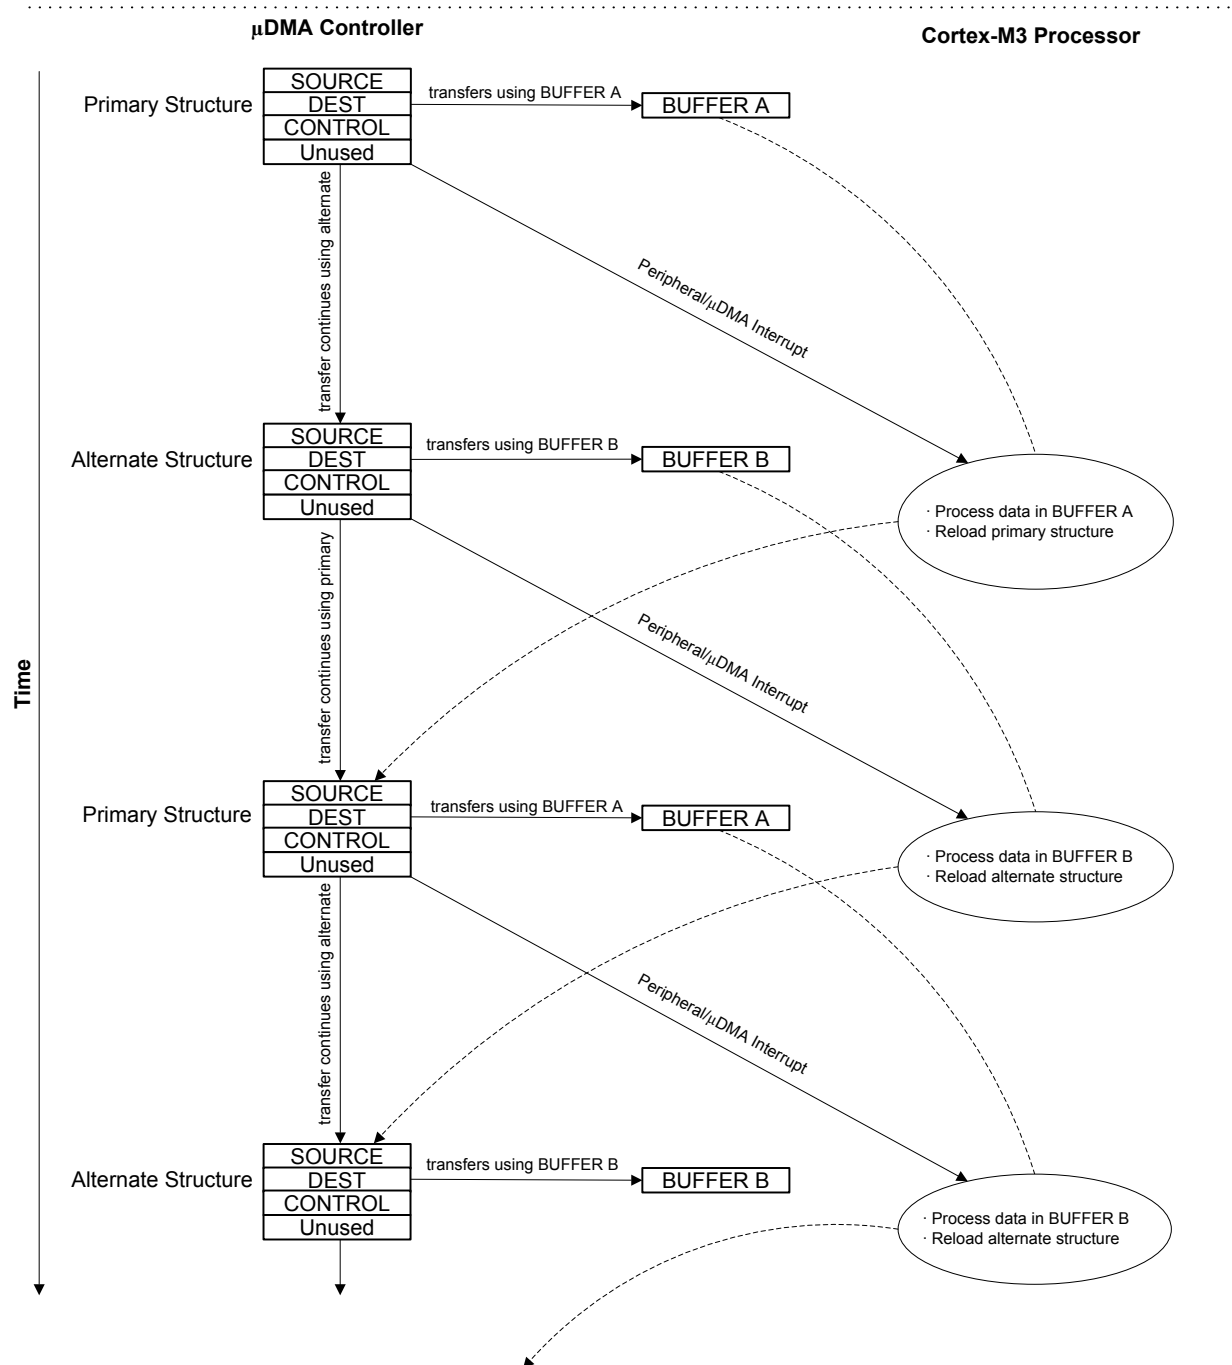 µDMA Controller
Cortex-M3 Processor
Primary Structure
SOURCE
DEST
CONTROL
Unused
transfers using BUFFER A
BUFFER A
transfer continues using alternate
Peripheral/µDMA Interrupt
Alternate Structure
SOURCE
DEST
CONTROL
Unused
transfers using BUFFER B
BUFFER B
· Process data in BUFFER A
· Reload primary structure
transfer continues using primary
Peripheral/µDMA Interrupt
Time
Primary Structure
SOURCE
DEST
CONTROL
Unused
transfers using BUFFER A
BUFFER A
· Process data in BUFFER B
· Reload alternate structure
transfer continues using alternate
Peripheral/µDMA Interrupt
Alternate Structure
SOURCE
DEST
CONTROL
Unused
transfers using BUFFER B
BUFFER B
· Process data in BUFFER B
· Reload alternate structure